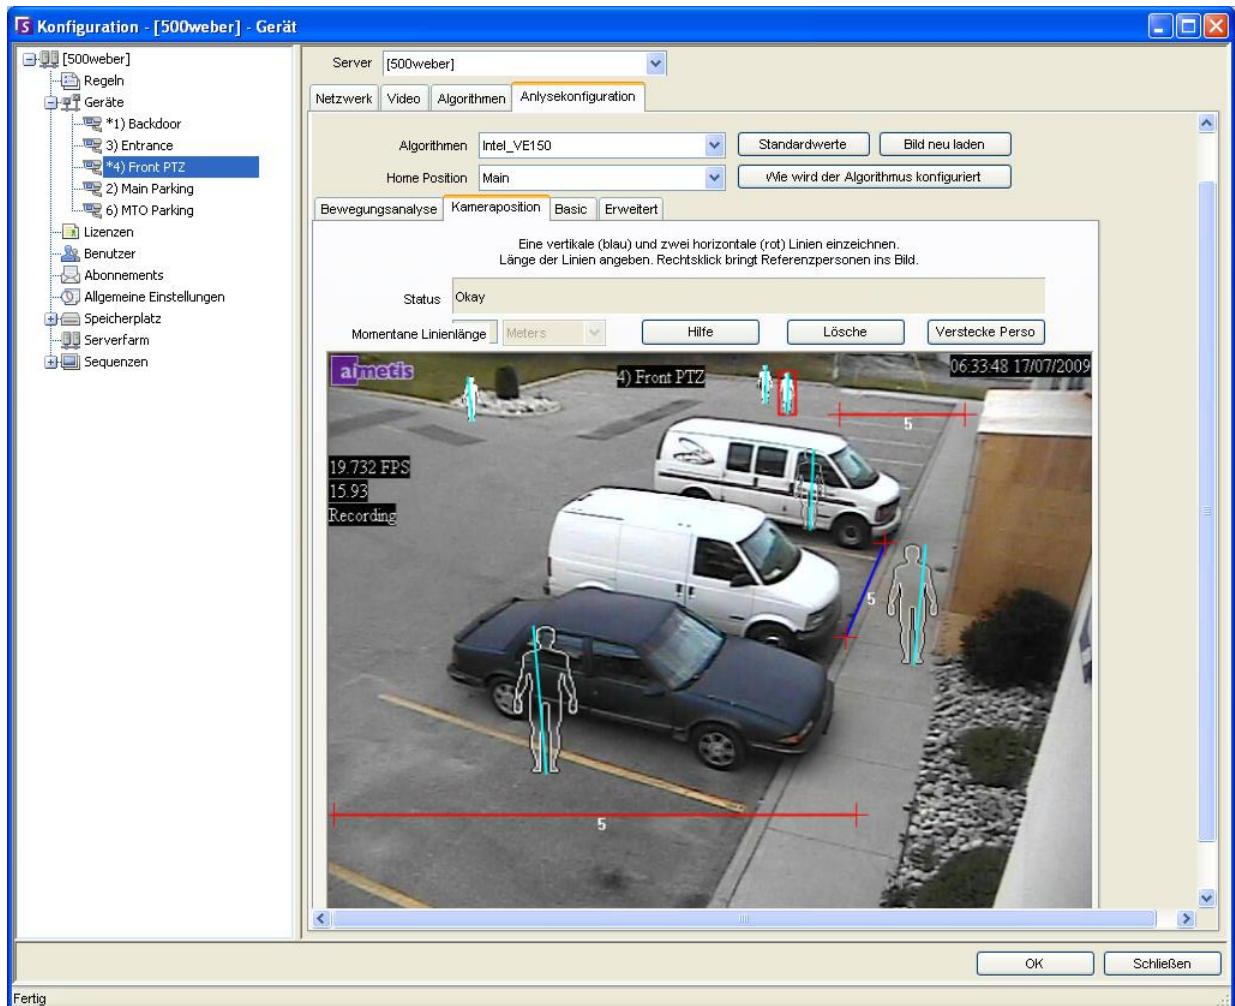 Konfiguration - [500weber] - Gerät
[500weber]
Regeln
Geräte
*1) Backdoor
3) Entrance
*4) Front PTZ
2) Main Parking
6) MTO Parking
Lizenzen
Benutzer
Abonnements
Allgemeine Einstellungen
Speicherplatz
Serverfarm
Sequenzen
Server [500weber]
Netzwerk Video Algorithmen Anlysekonfiguration
Algorithmen Intel_VE150 Standardwerte Bild neu laden
Home Position Main Wie wird der Algorithmus konfiguriert
Bewegungsanalyse Kameraposition Basic Erweitert
Eine vertikale (blau) und zwei horizontale (rot) Linien einzeichnen.
Länge der Linien angeben. Rechtsklick bringt Referenzpersonen ins Bild.
Status Okay
Momentane Linienlänge Meters Hilfe Lösche Verstecke Perso
aimetis 4) Front PTZ 06:33:48 17/07/2009
5
19.732 FPS
15.93
Recording
5
5
OK Schließen
Fertig